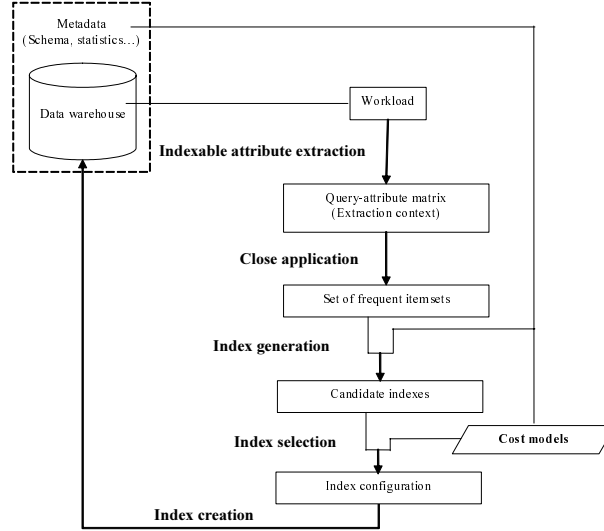 Metadata
(Schema, statistics…)
Data warehouse
Workload
Indexable attribute extraction
Query-attribute matrix
(Extraction context)
Close application
Set of frequent itemsets
Index generation
Candidate indexes
Index selection
Cost models
Index configuration
Index creation